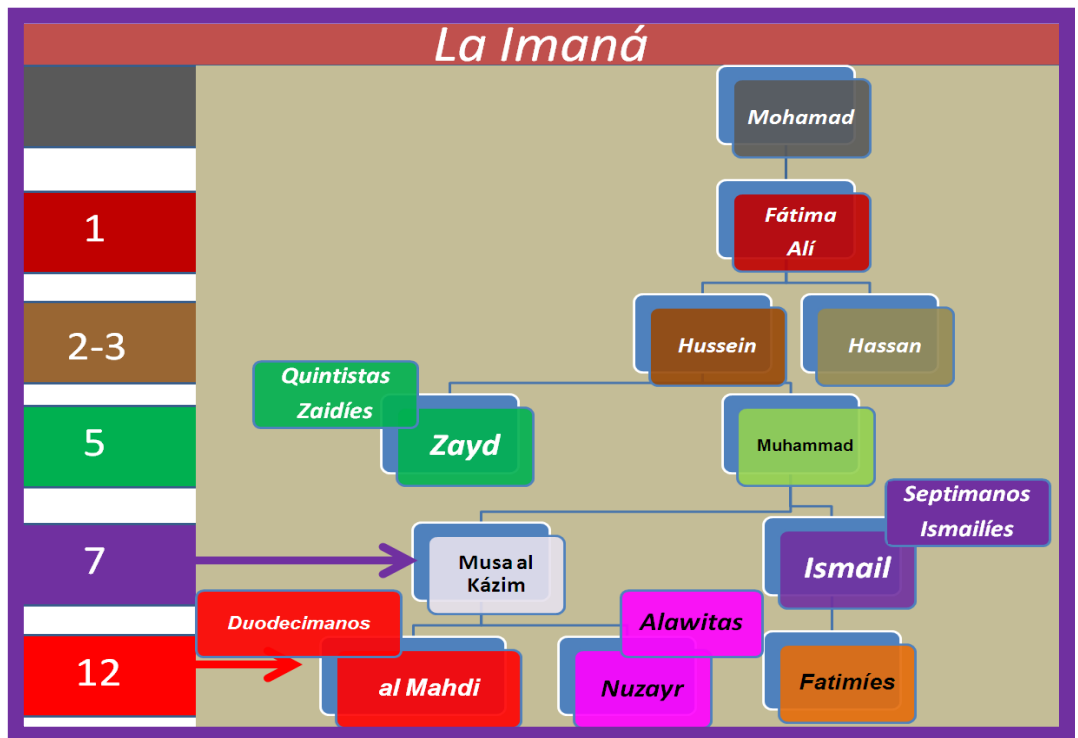 La Imaná
Mohamad
1
Fátima
Alí
2-3
Hussein
Hassan
Quintistas
Zaidíes
5
Zayd
Muhammad
Septimanos
Ismailíes
7
Musa al
Kázim
Ismail
Duodecimanos
Alawitas
12
al Mahdi
Nuzayr
Fatimíes